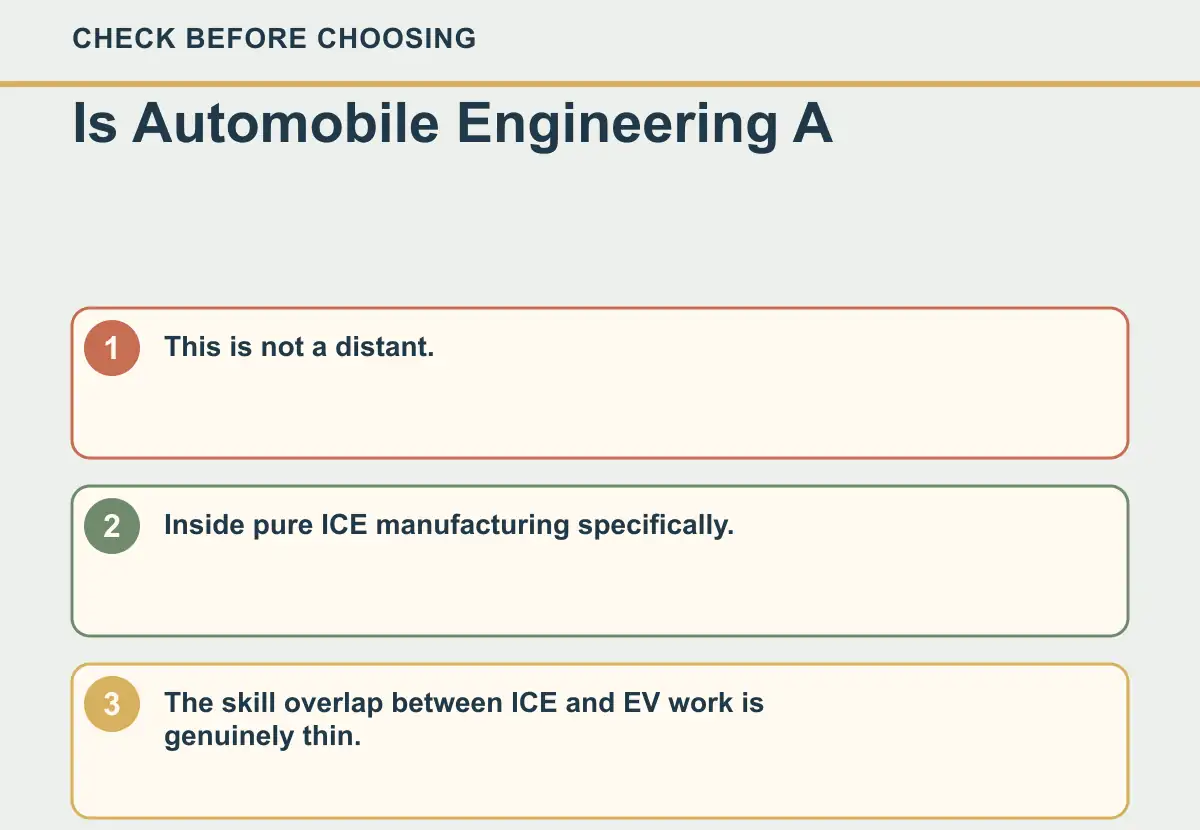 CHECK BEFORE CHOOSING
Is Automobile Engineering A
1
This is not a distant.
2
Inside pure ICE manufacturing specifically.
3
The skill overlap between ICE and EV work is
genuinely thin.